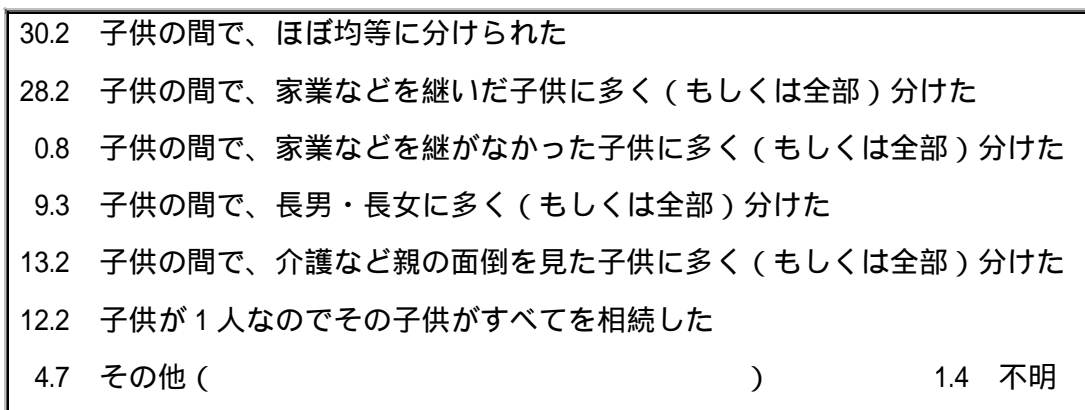 30.2 子供の間で、ほぼ均等に分けられた
28.2 子供の間で、家業などを継いだ子供に多く(もしくは全部)分けた
0.8 子供の間で、家業などを継がなかった子供に多く(もしくは全部)分けた
9.3 子供の間で、長男・長女に多く(もしくは全部)分けた
13.2 子供の間で、介護など親の面倒を見た子供に多く(もしくは全部)分けた
12.2 子供が1人なのでその子供がすべてを相続した
4.7 その他( ) 1.4 不明